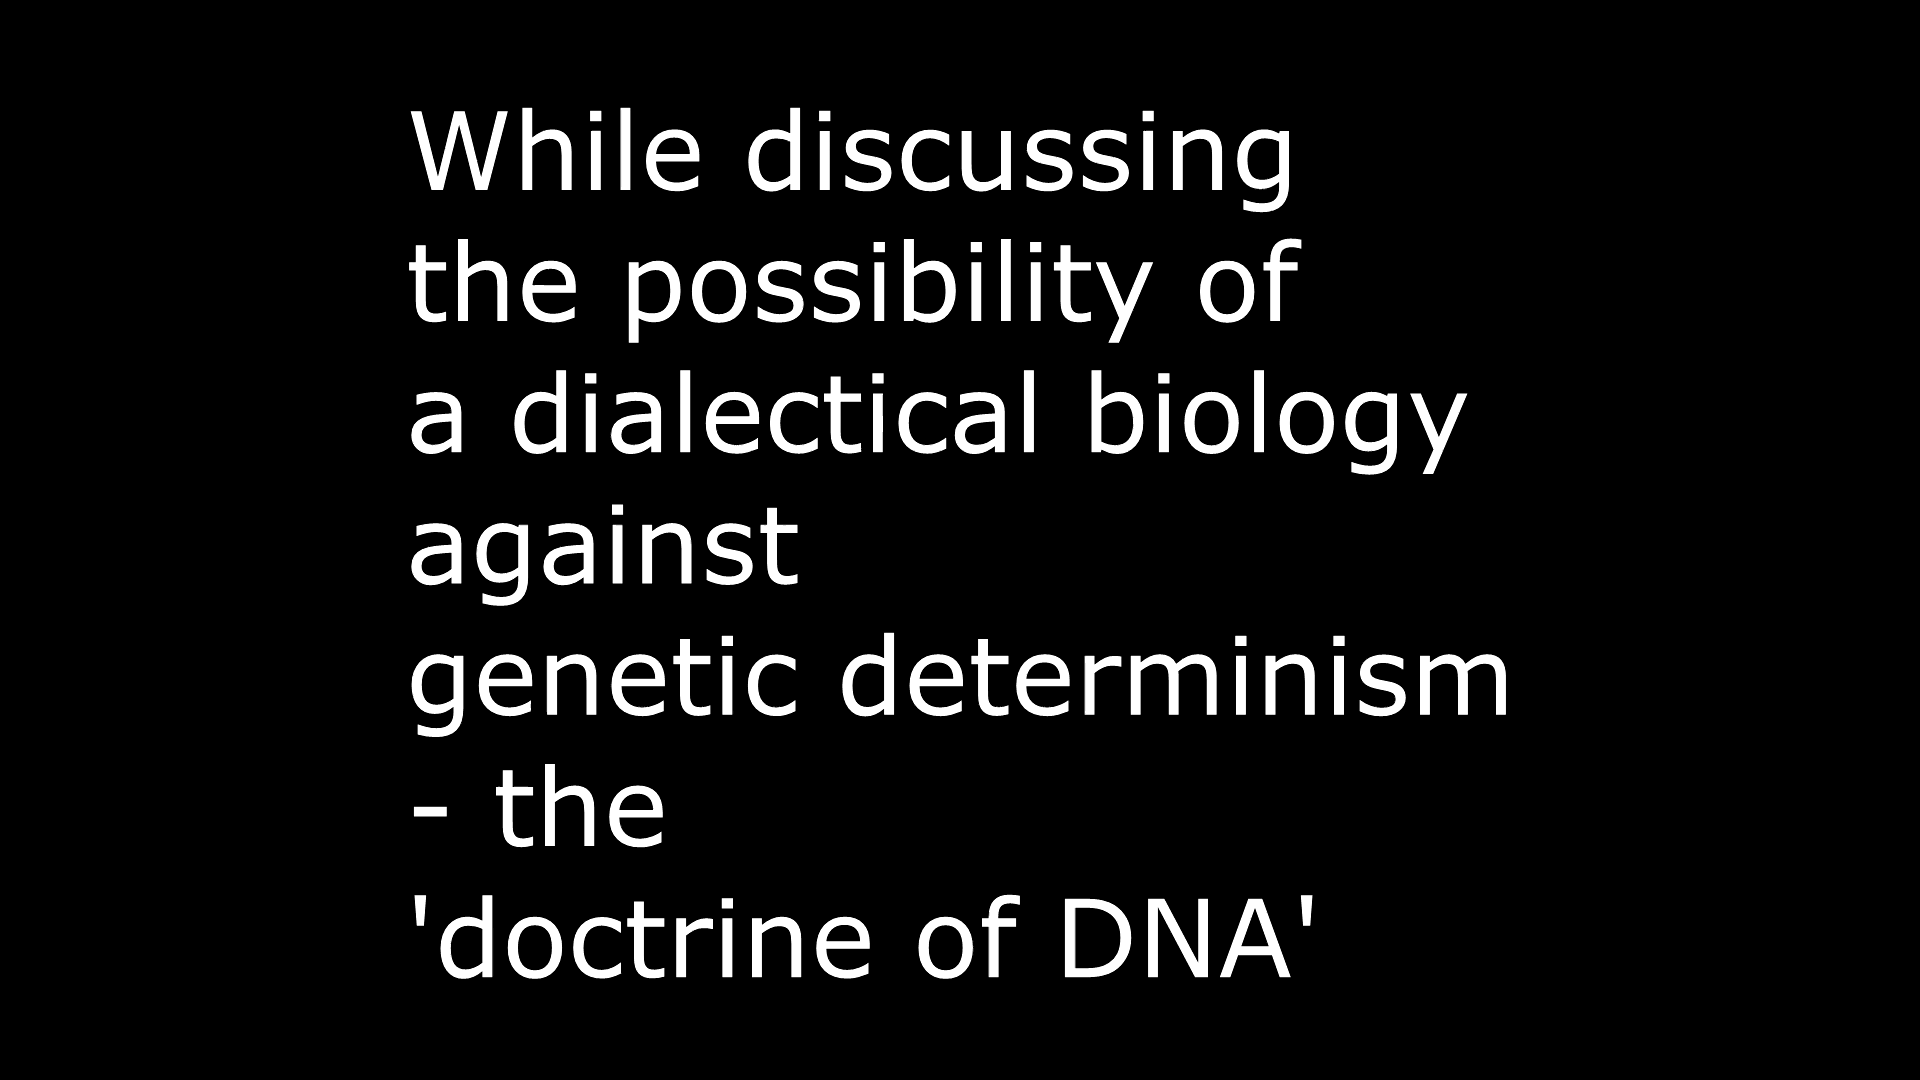 While discussing
the possibility of
a dialectical biology
against
genetic determinism
- the
'doctrine of DNA'